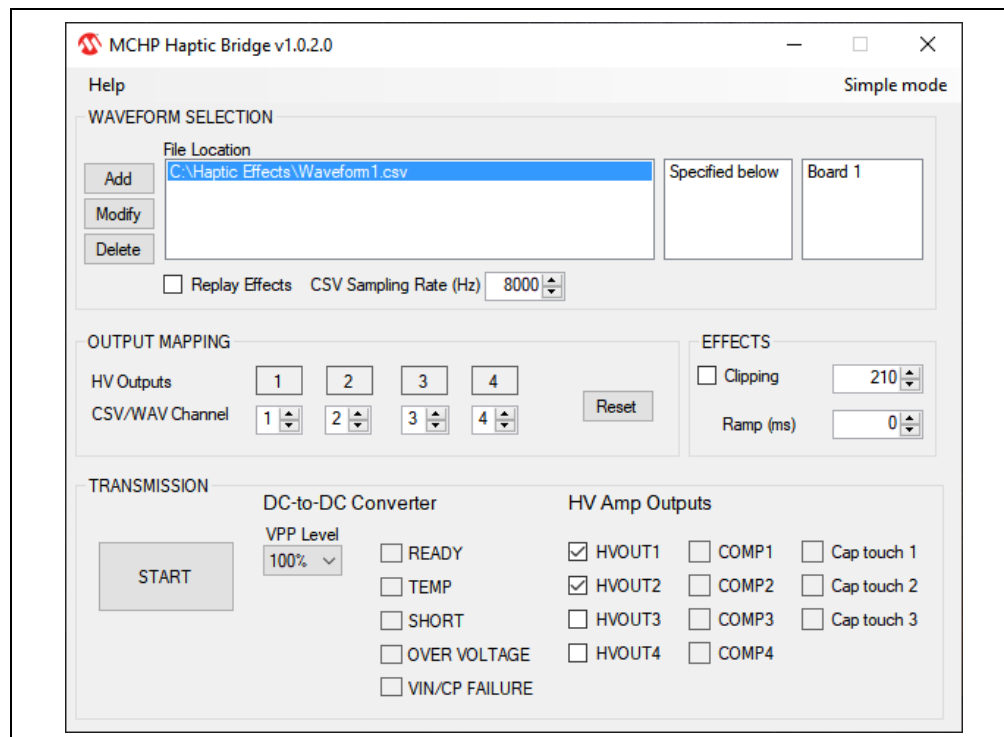 MCHP Haptic Bridge v1.0.2.0
Help Simple mode
WAVEFORM SELECTION
File Location
Add
Modify
Delete
C:\Haptic Effects\Waveform1.csv
Specified below
Board 1
Replay Effects CSV Sampling Rate (Hz) 8000
OUTPUT MAPPING
HV Outputs 1 2 3 4
CSV/WAV Channel 1 2 3 4
Reset
EFFECTS
Clipping 210
Ramp (ms) 0
TRANSMISSION
START
DC-to-DC Converter
VPP Level
100%
READY
TEMP
SHORT
OVER VOLTAGE
VIN/CP FAILURE
HV Amp Outputs
HVOUT1 COMP1 Cap touch 1
HVOUT2 COMP2 Cap touch 2
HVOUT3 COMP3 Cap touch 3
HVOUT4 COMP4